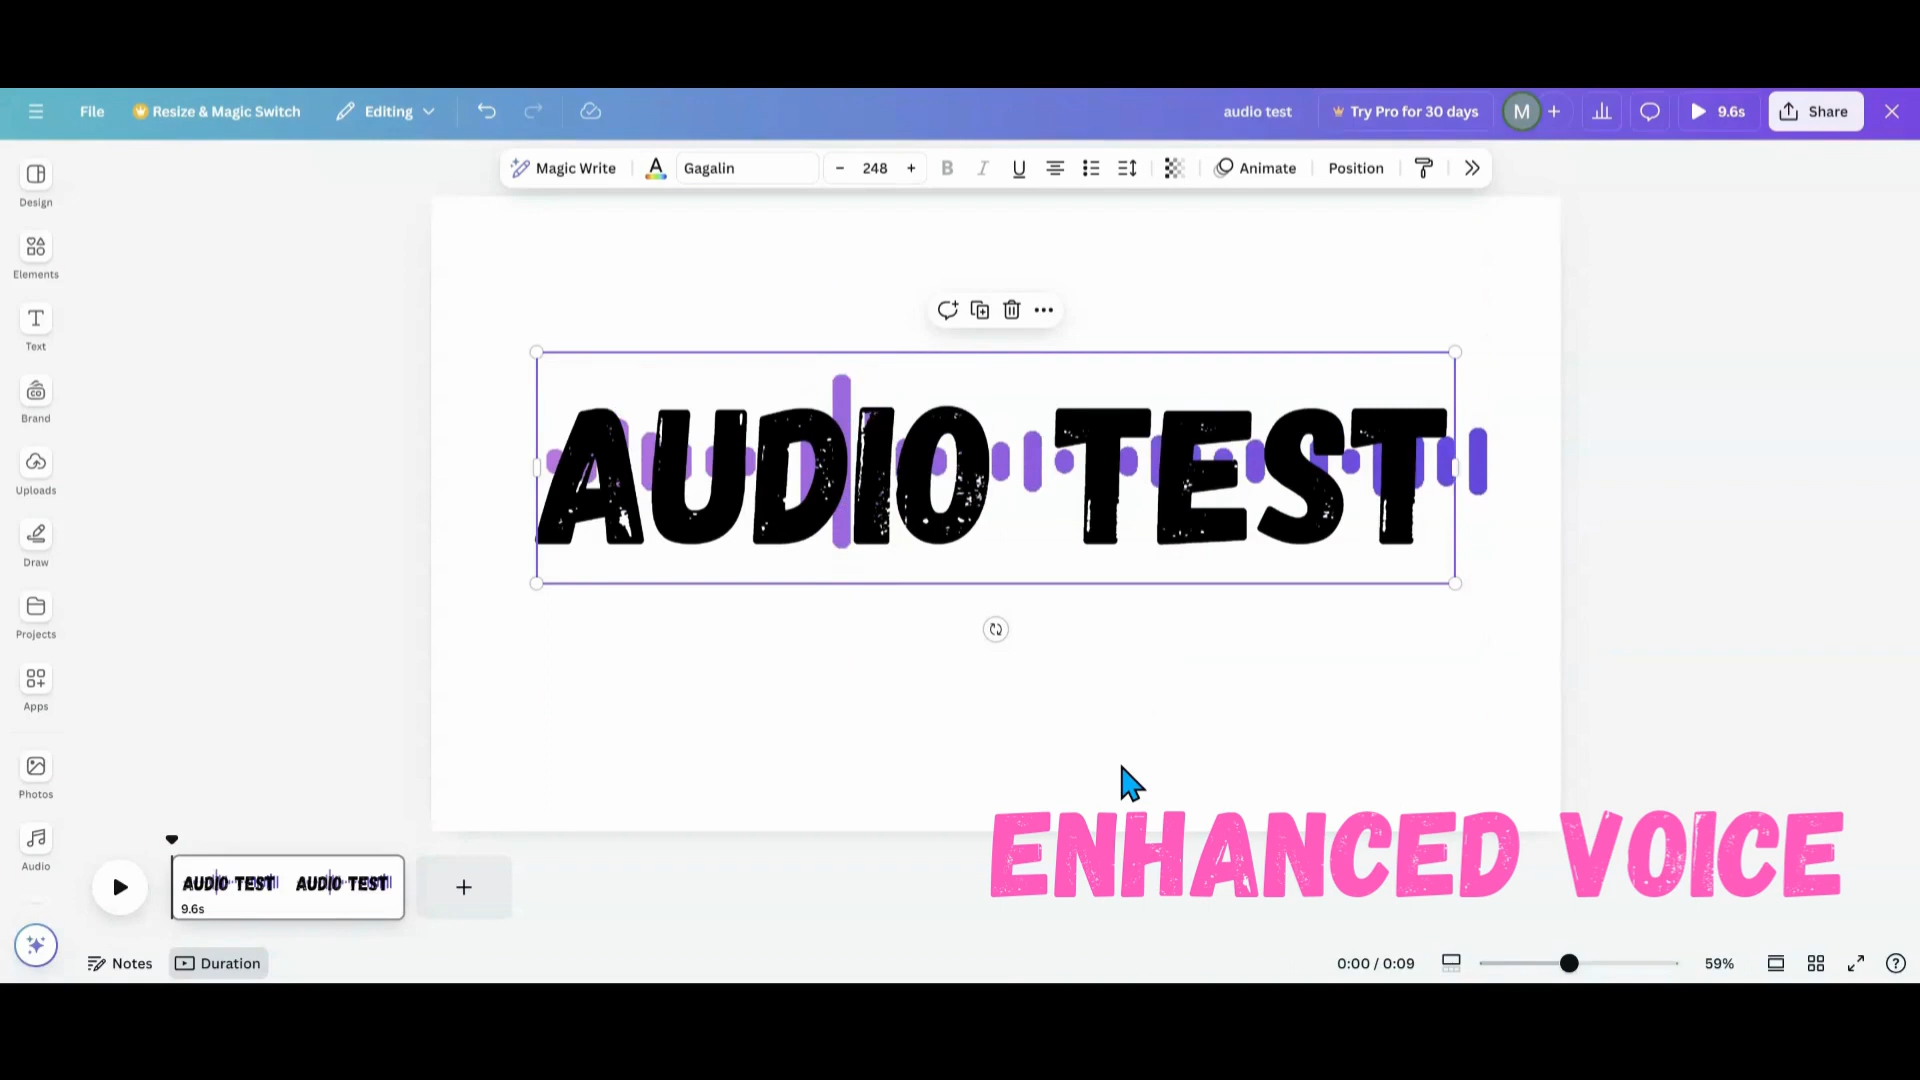 File
Resize & Magic Switch
Editing
audio test
Try Pro for 30 days
M
9.6s
Share
Magic Write
A
Gagalin
– 248 +
B I U
Animate
Position
Design
Elements
Text
Brand
Uploads
Draw
Projects
Apps
Photos
Audio
AUDIO TEST
ENHANCED VOICE
AUDIO TEST AUDIO TEST
9.6s
Notes
Duration
0:00 / 0:09
59%